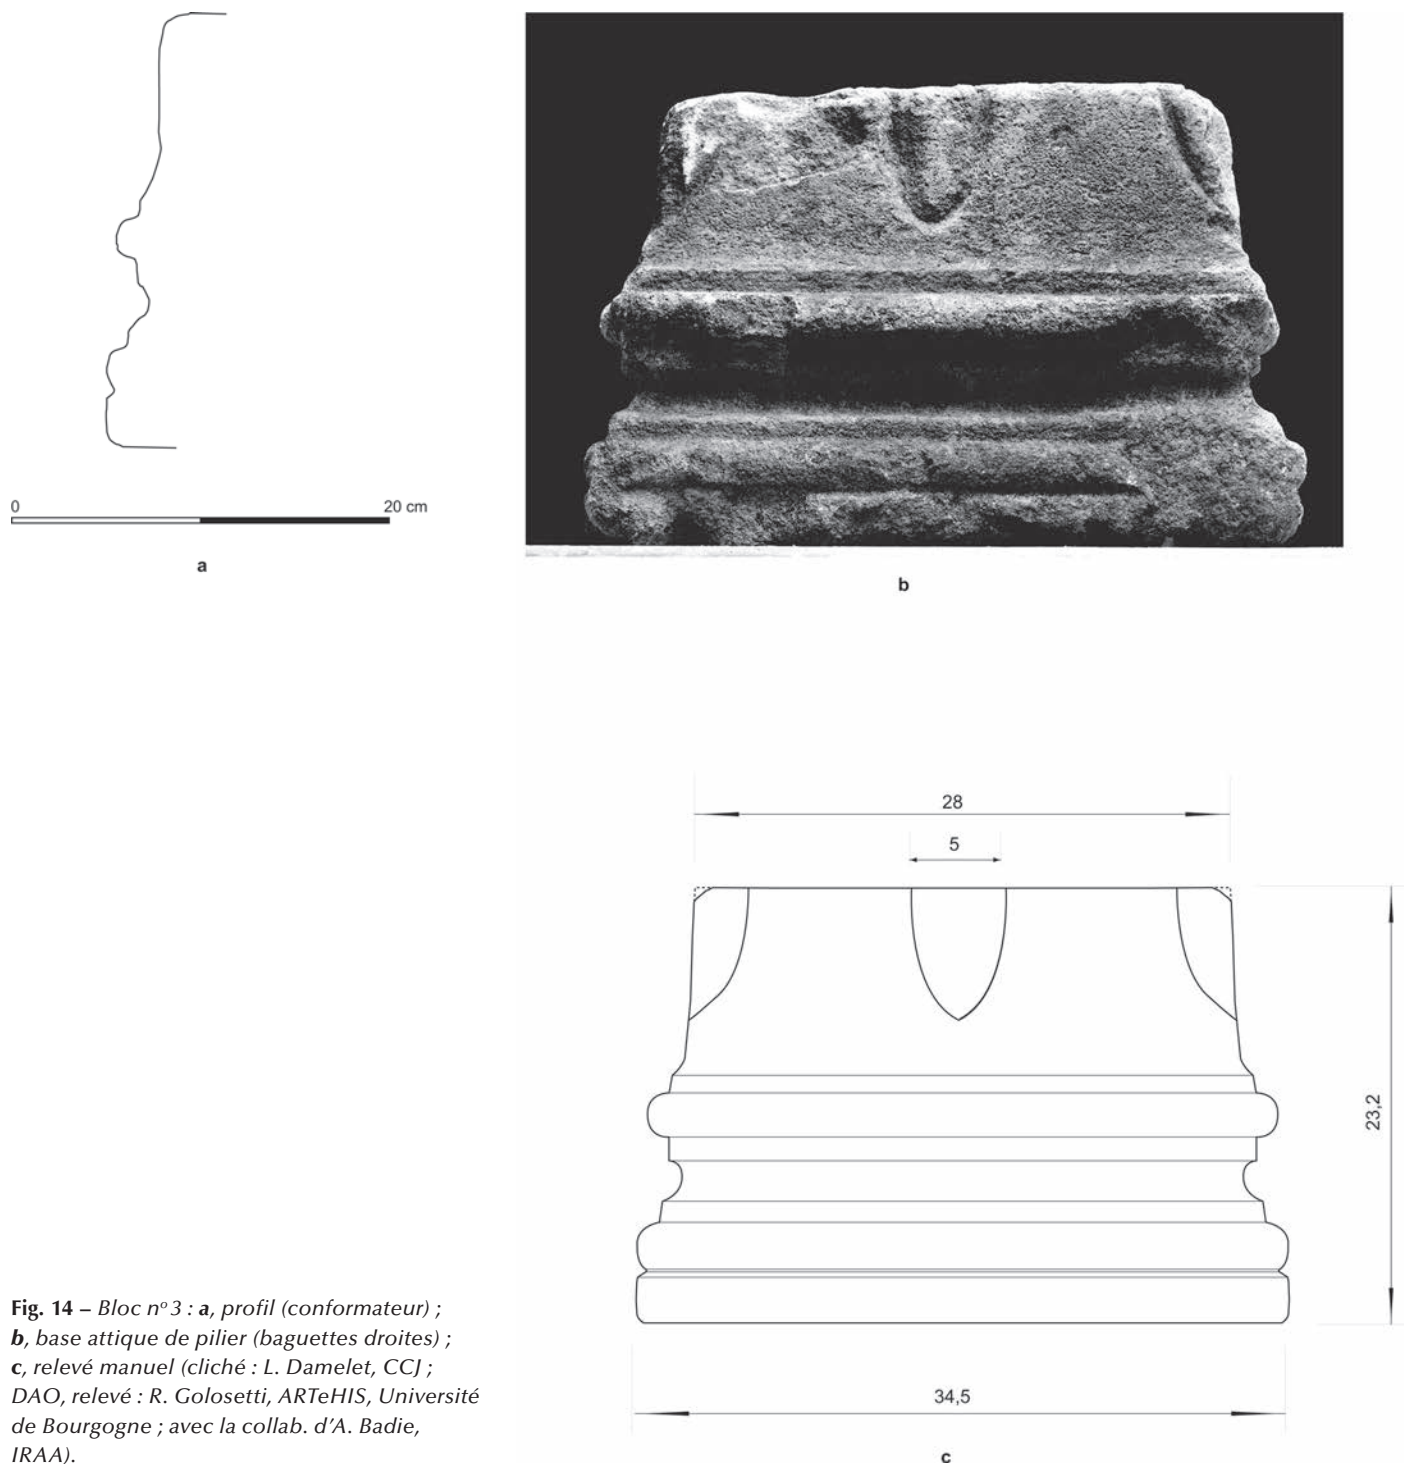 0 20 cm
a
b
28
5
23,2
34,5
c
Fig. 14 – Bloc nº 3 : a, profil (conformateur) ;
b, base attique de pilier (baguettes droites) ;
c, relevé manuel (cliché : L. Damelet, CCJ ;
DAO, relevé : R. Golosetti, ARTeHIS, Université
de Bourgogne ; avec la collab. d'A. Badie,
IRAA).